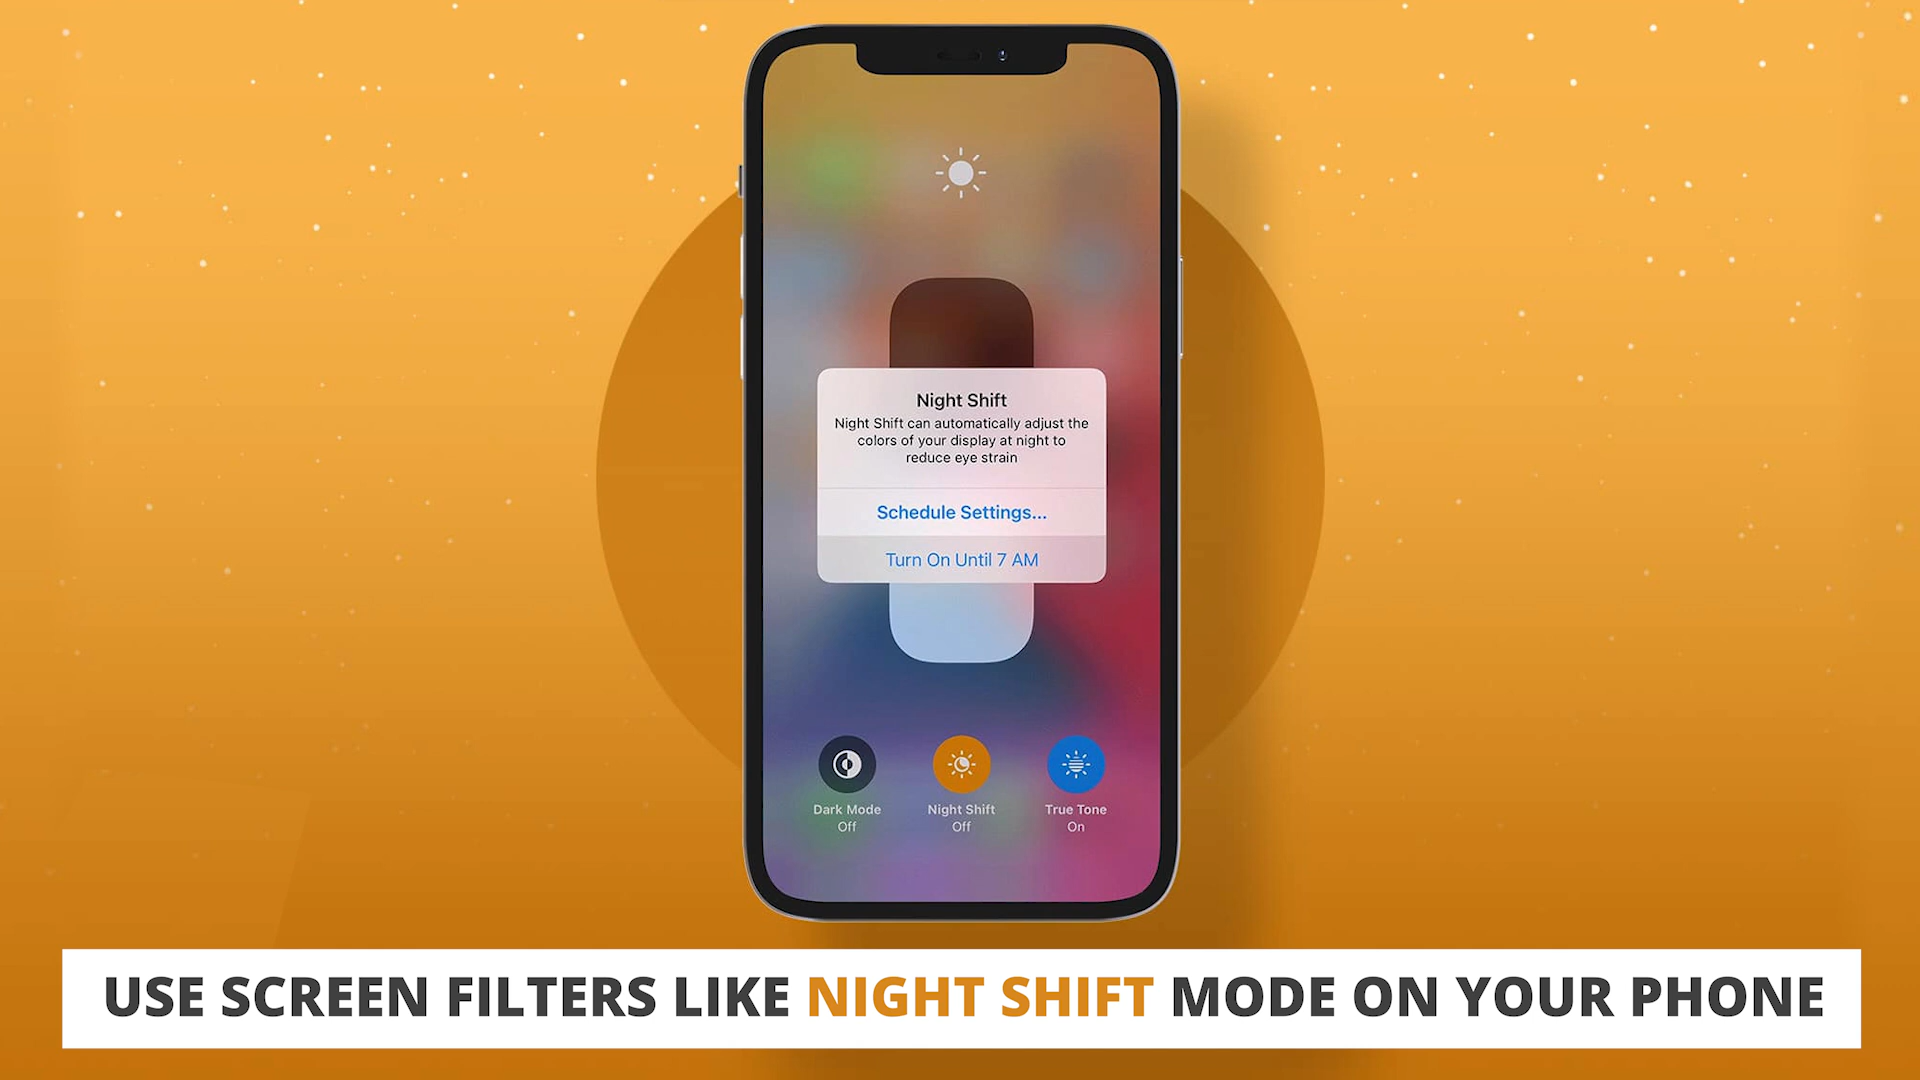 Night Shift
Night Shift can automatically adjust the
colors of your display at night to
reduce eye strain
Schedule Settings...
Turn On Until 7 AM
Dark Mode
Off
Night Shift
Off
True Tone
On
USE SCREEN FILTERS LIKE NIGHT SHIFT MODE ON YOUR PHONE